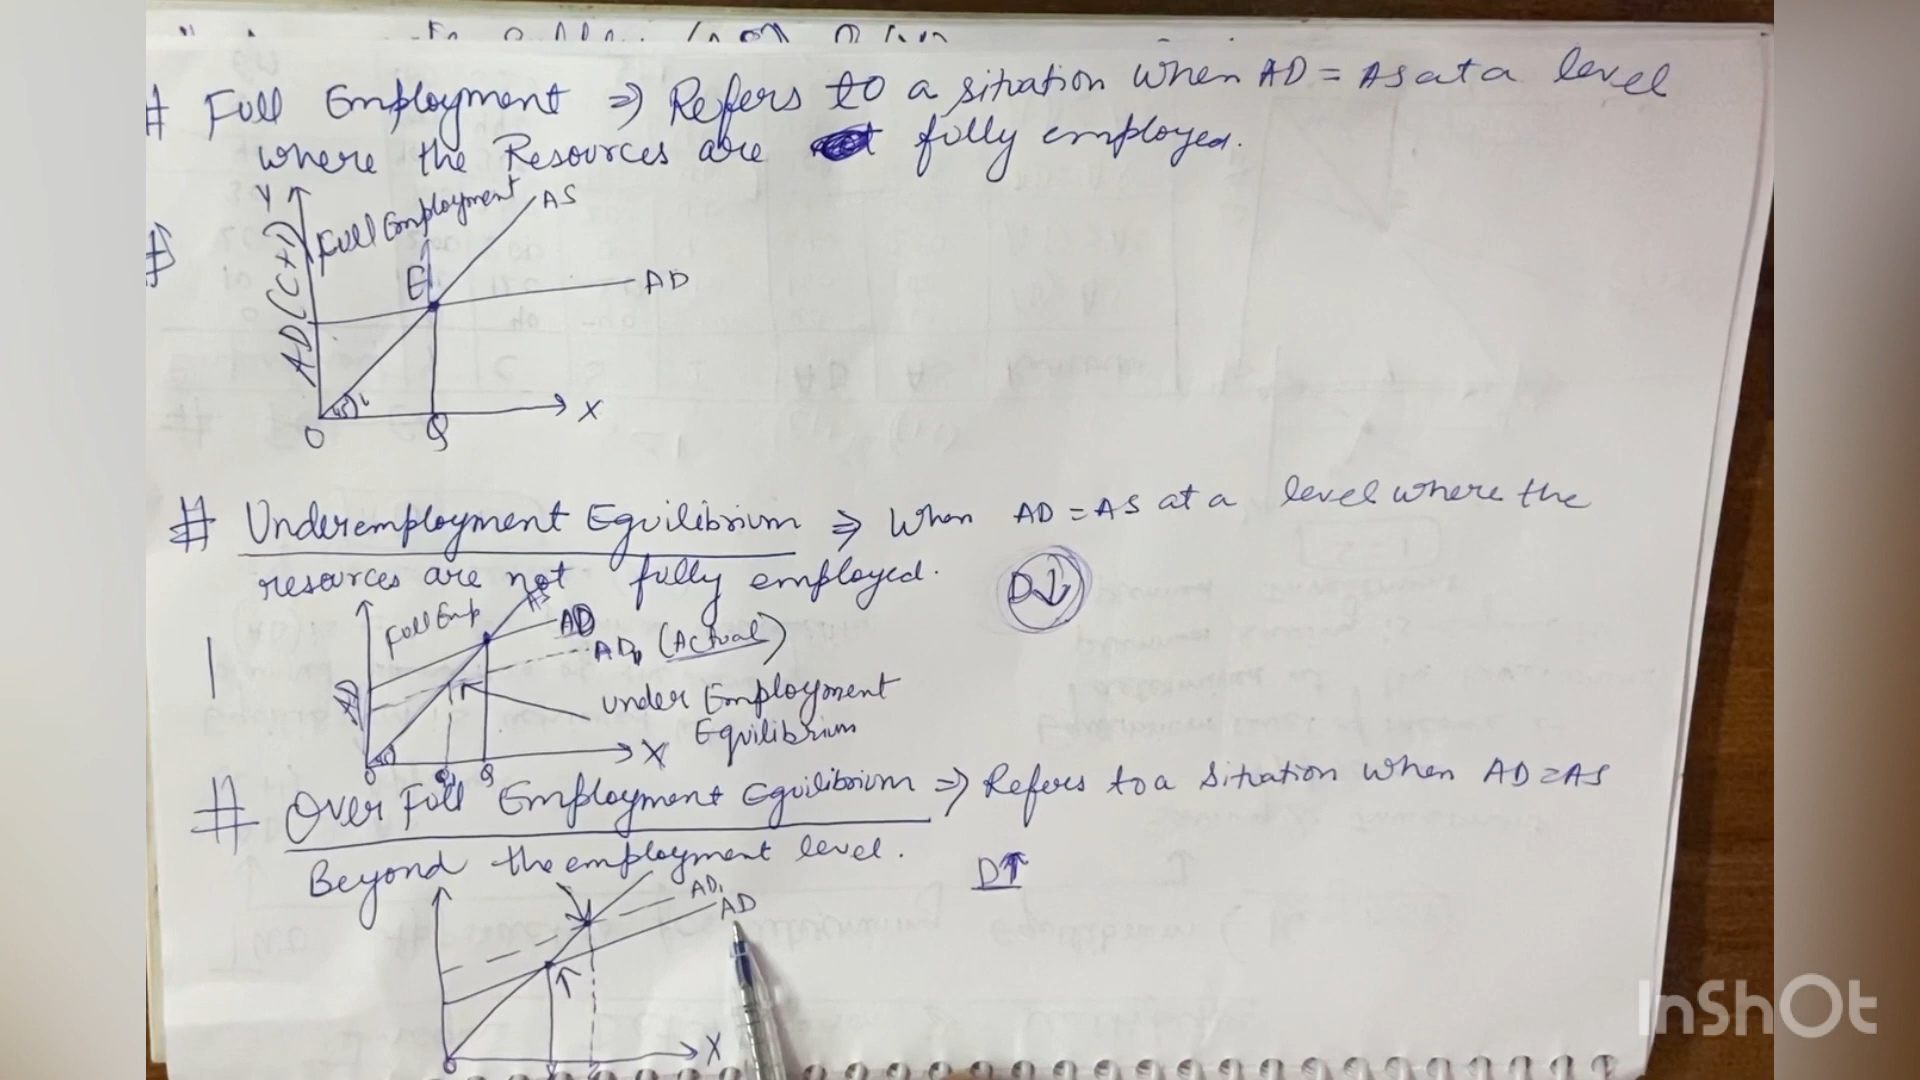 # Full Employment ⇒ Refers to a situation when AD = AS at a level
where the Resources are fully employed.
Y
Full Employment
AS
AD (C+I)
E
AD
45°
O
Q
X
# Underemployment Equilibrium ⇒ When AD = AS at a level where the
resources are not fully employed.
D↓
Full Emp
AS
AD
AD₁ (Actual)
under Employment
Equilibrium
O
Q
X
# Over Full Employment Equilibrium ⇒ Refers to a Situation when AD = AS
Beyond the employment level.
D↑
AD₁
AD
O
X
InShOt